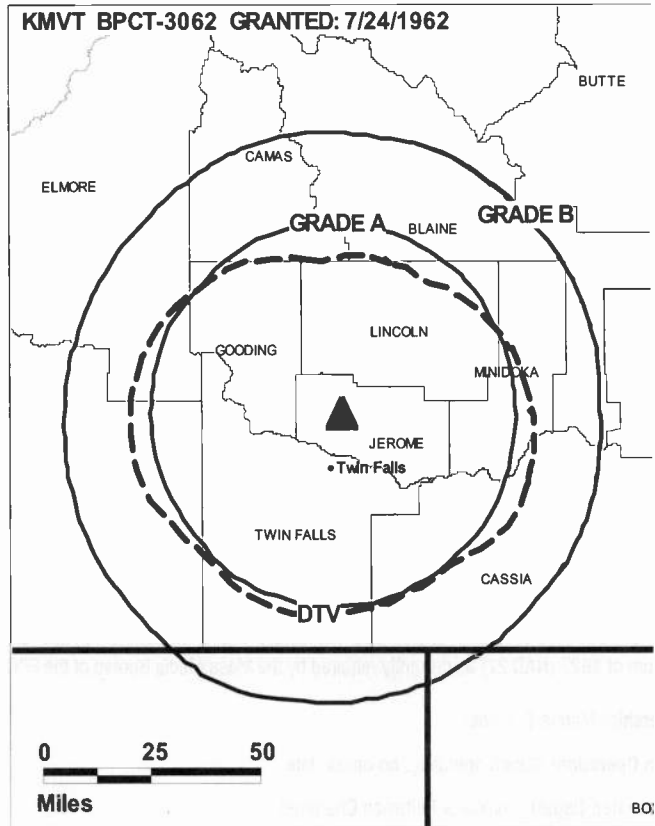 KMVT BPCT-3062 GRANTED: 7/24/1962
BUTTE
CAMAS
ELMORE
GRADE A
GRADE B
BLAINE
LINCOLN
GOODING
MINIDOKA
JEROME
Twin Falls
TWIN FALLS
CASSIA
DTV
0 25 50
Miles
BOX